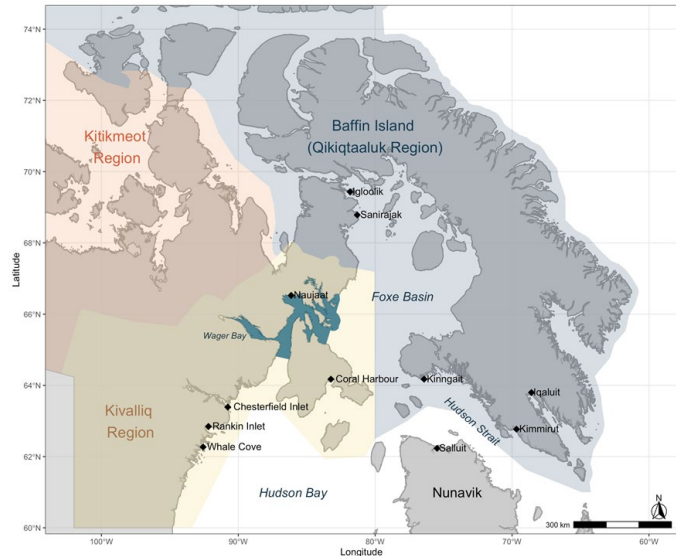 74°N
72°N
70°N
68°N
66°N
64°N
62°N
60°N
Latitude
Kitikmeot
Region
Baffin Island
(Qikiqtaaluk Region)
Igloolik
Sanirajak
Naujaat
Foxe Basin
Wager Bay
Coral Harbour
Kinngait
Iqaluit
Kivalliq
Region
Chesterfield Inlet
Rankin Inlet
Whale Cove
Hudson Strait
Kimmirut
Salluit
Hudson Bay
Nunavik
N
300 km
100°W
90°W
80°W
70°W
60°W
Longitude